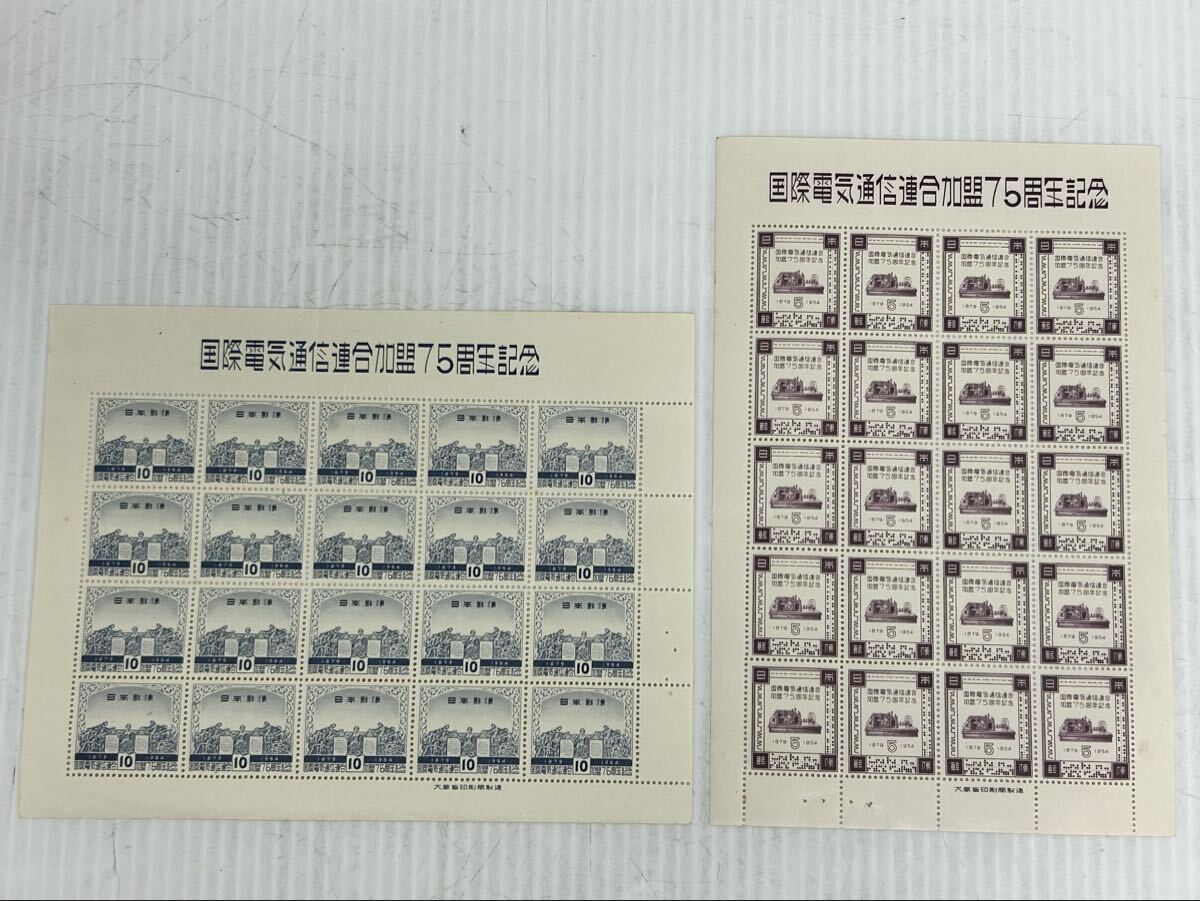 国際電気通信連合加盟75周年記念
日本郵便
1879 10 1954
大蔵省印刷局製造
国際電気通信連合加盟75周年記念
日本
国際電気通信連合
加盟75周年記念
1879 5 1954
郵便
大蔵省印刷局製造